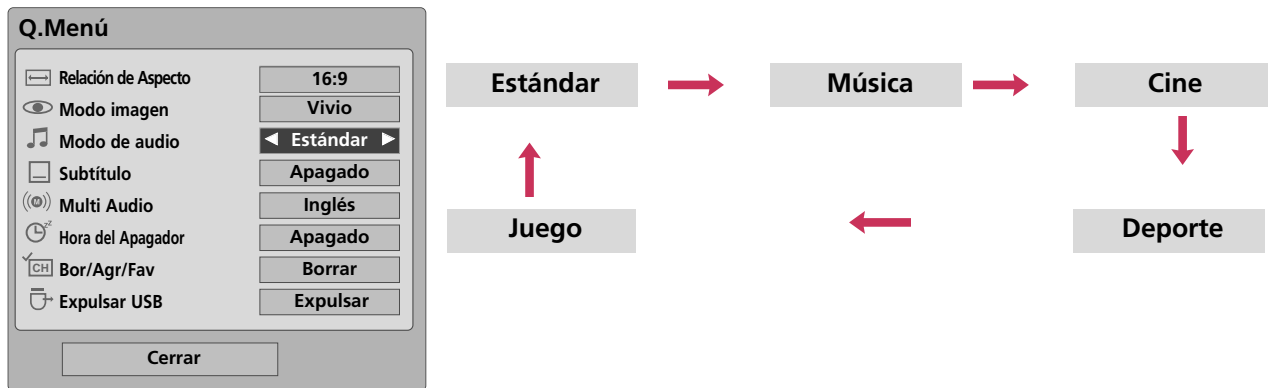 Q.Menú
Relación de Aspecto 16:9
Modo imagen Vivio
Modo de audio ◀ Estándar ▶
Subtítulo Apagado
Multi Audio Inglés
Hora del Apagador Apagado
CH Bor/Agr/Fav Borrar
Expulsar USB Expulsar
Cerrar
Estándar Música Cine
Juego Deporte